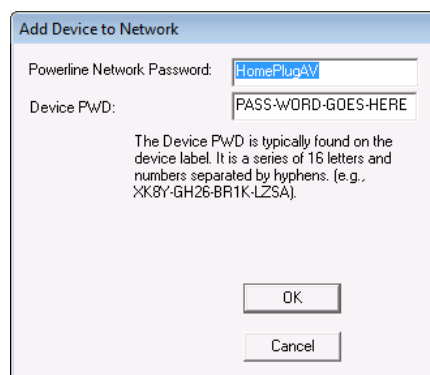 Add Device to Network
Powerline Network Password: HomePlugAV
Device PWD: PASS-WORD-GOES-HERE
The Device PWD is typically found on the
device label. It is a series of 16 letters and
numbers separated by hyphens. (e.g.,
XK8Y-GH26-BR1K-LZSA).
OK
Cancel